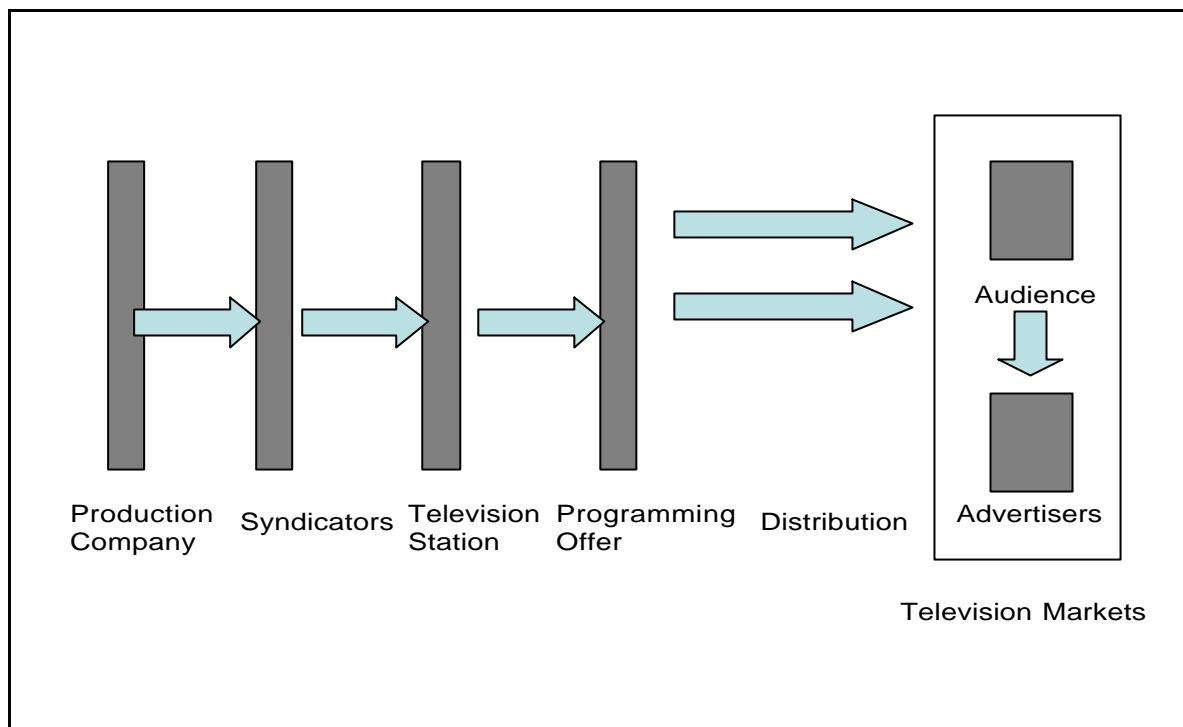 Audience
Production
Company
Syndicators
Television
Station
Programming
Offer
Distribution
Advertisers
Television Markets